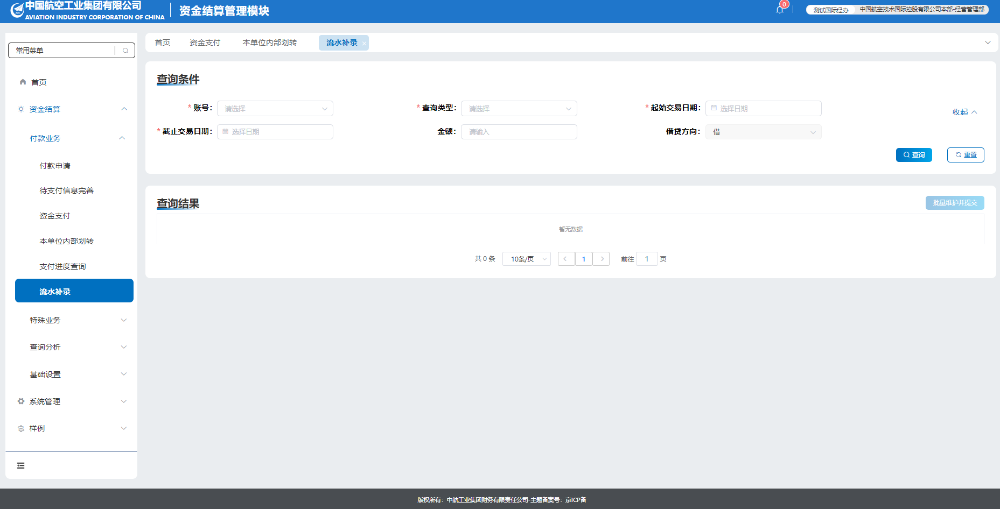 中国航空工业集团有限公司
AVIATION INDUSTRY CORPORATION OF CHINA
资金结算管理模块
0
测试国际经办
中国航空技术国际控股有限公司本部-经营管理部
常用菜单
首页
资金结算
付款业务
付款申请
待支付信息完善
资金支付
本单位内部划转
支付进度查询
流水补录
特殊业务
查询分析
基础设置
系统管理
样例
首页 资金支付 本单位内部划转 流水补录
查询条件
* 账号： 请选择
* 查询类型： 请选择
* 起始交易日期： 选择日期
收起
* 截止交易日期： 选择日期
金额： 请输入
借贷方向： 借
查询
重置
查询结果
批量维护并提交
暂无数据
共 0 条 10条/页 1 前往 1 页
版权所有：中航工业集团财务有限责任公司-主题备案号：京ICP备